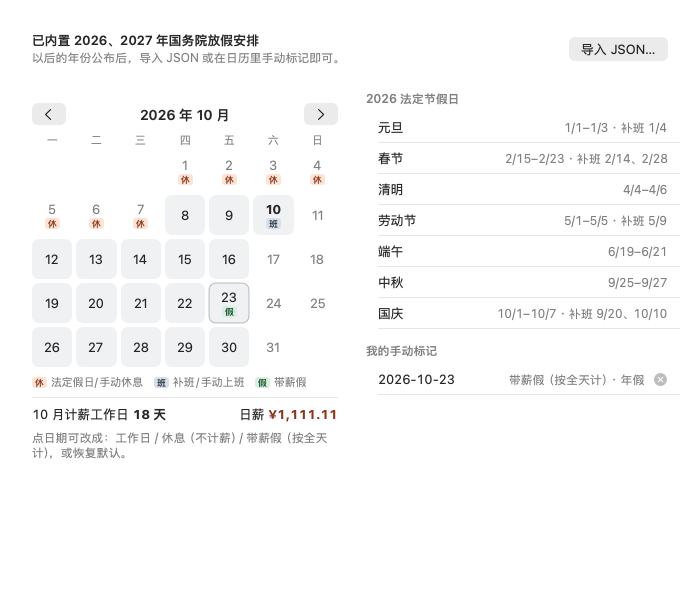 已内置 2026、2027 年国务院放假安排
以后的年份公布后，导入 JSON 或在日历里手动标记即可。
导入 JSON...
2026 年 10 月
一 二 三 四 五 六 日
1 2 3 4
休 休 休 休
5 6 7 8 9 10 11
休 休 休 班
12 13 14 15 16 17 18
19 20 21 22 23 24 25
假
26 27 28 29 30 31
休 法定假日/手动休息 班 补班/手动上班 假 带薪假
10 月计薪工作日 18 天 日薪 ¥1,111.11
点日期可改成：工作日 / 休息（不计薪）/ 带薪假（按全天
计），或恢复默认。
2026 法定节假日
元旦 1/1–1/3 · 补班 1/4
春节 2/15–2/23 · 补班 2/14、2/28
清明 4/4–4/6
劳动节 5/1–5/5 · 补班 5/9
端午 6/19–6/21
中秋 9/25–9/27
国庆 10/1–10/7 · 补班 9/20、10/10
我的手动标记
2026-10-23 带薪假（按全天计）· 年假